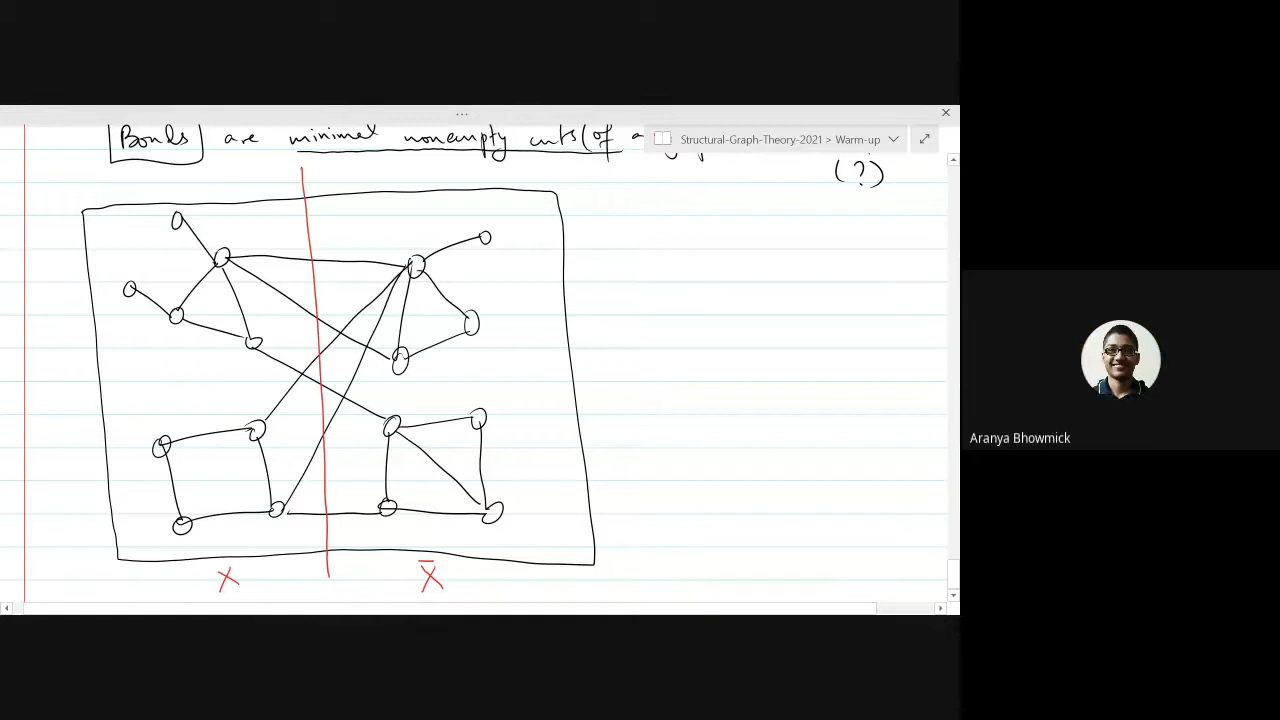 Bonds are minimal nonempty cuts (of a
Structural-Graph-Theory-2021 > Warm-up
(?)
X X̄
Aranya Bhowmick